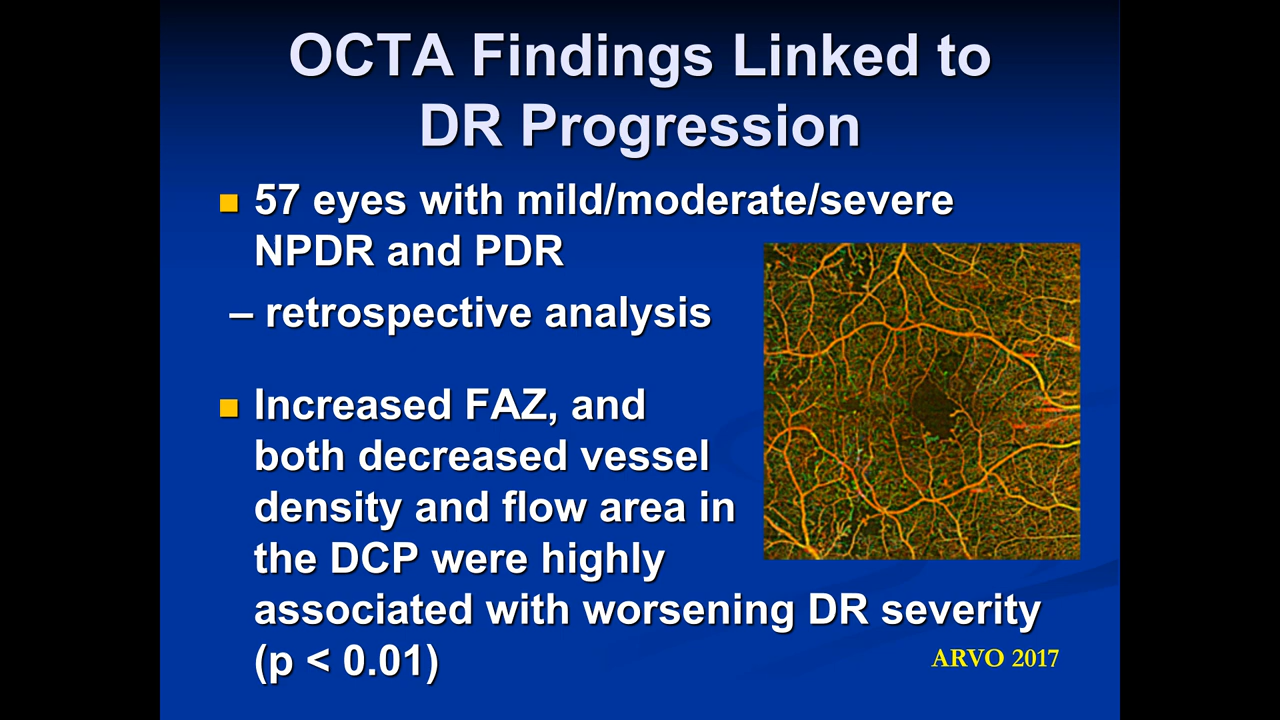 OCTA Findings Linked to
DR Progression
57 eyes with mild/moderate/severe
NPDR and PDR
– retrospective analysis
Increased FAZ, and
both decreased vessel
density and flow area in
the DCP were highly
associated with worsening DR severity
(p < 0.01)
ARVO 2017